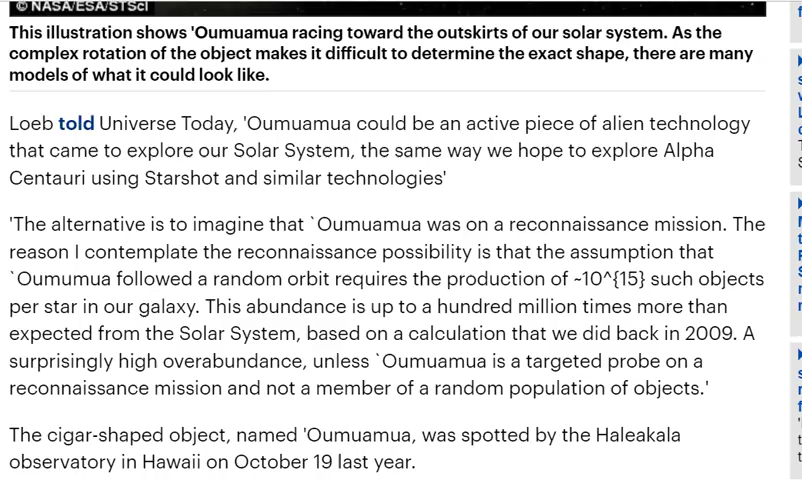 © NASA/ESA/STScI
This illustration shows 'Oumuamua racing toward the outskirts of our solar system. As the
complex rotation of the object makes it difficult to determine the exact shape, there are many
models of what it could look like.
Loeb told Universe Today, 'Oumuamua could be an active piece of alien technology
that came to explore our Solar System, the same way we hope to explore Alpha
Centauri using Starshot and similar technologies'
'The alternative is to imagine that `Oumuamua was on a reconnaissance mission. The
reason I contemplate the reconnaissance possibility is that the assumption that
`Oumumua followed a random orbit requires the production of ~10^{15} such objects
per star in our galaxy. This abundance is up to a hundred million times more than
expected from the Solar System, based on a calculation that we did back in 2009. A
surprisingly high overabundance, unless `Oumuamua is a targeted probe on a
reconnaissance mission and not a member of a random population of objects.'
The cigar-shaped object, named 'Oumuamua, was spotted by the Haleakala
observatory in Hawaii on October 19 last year.